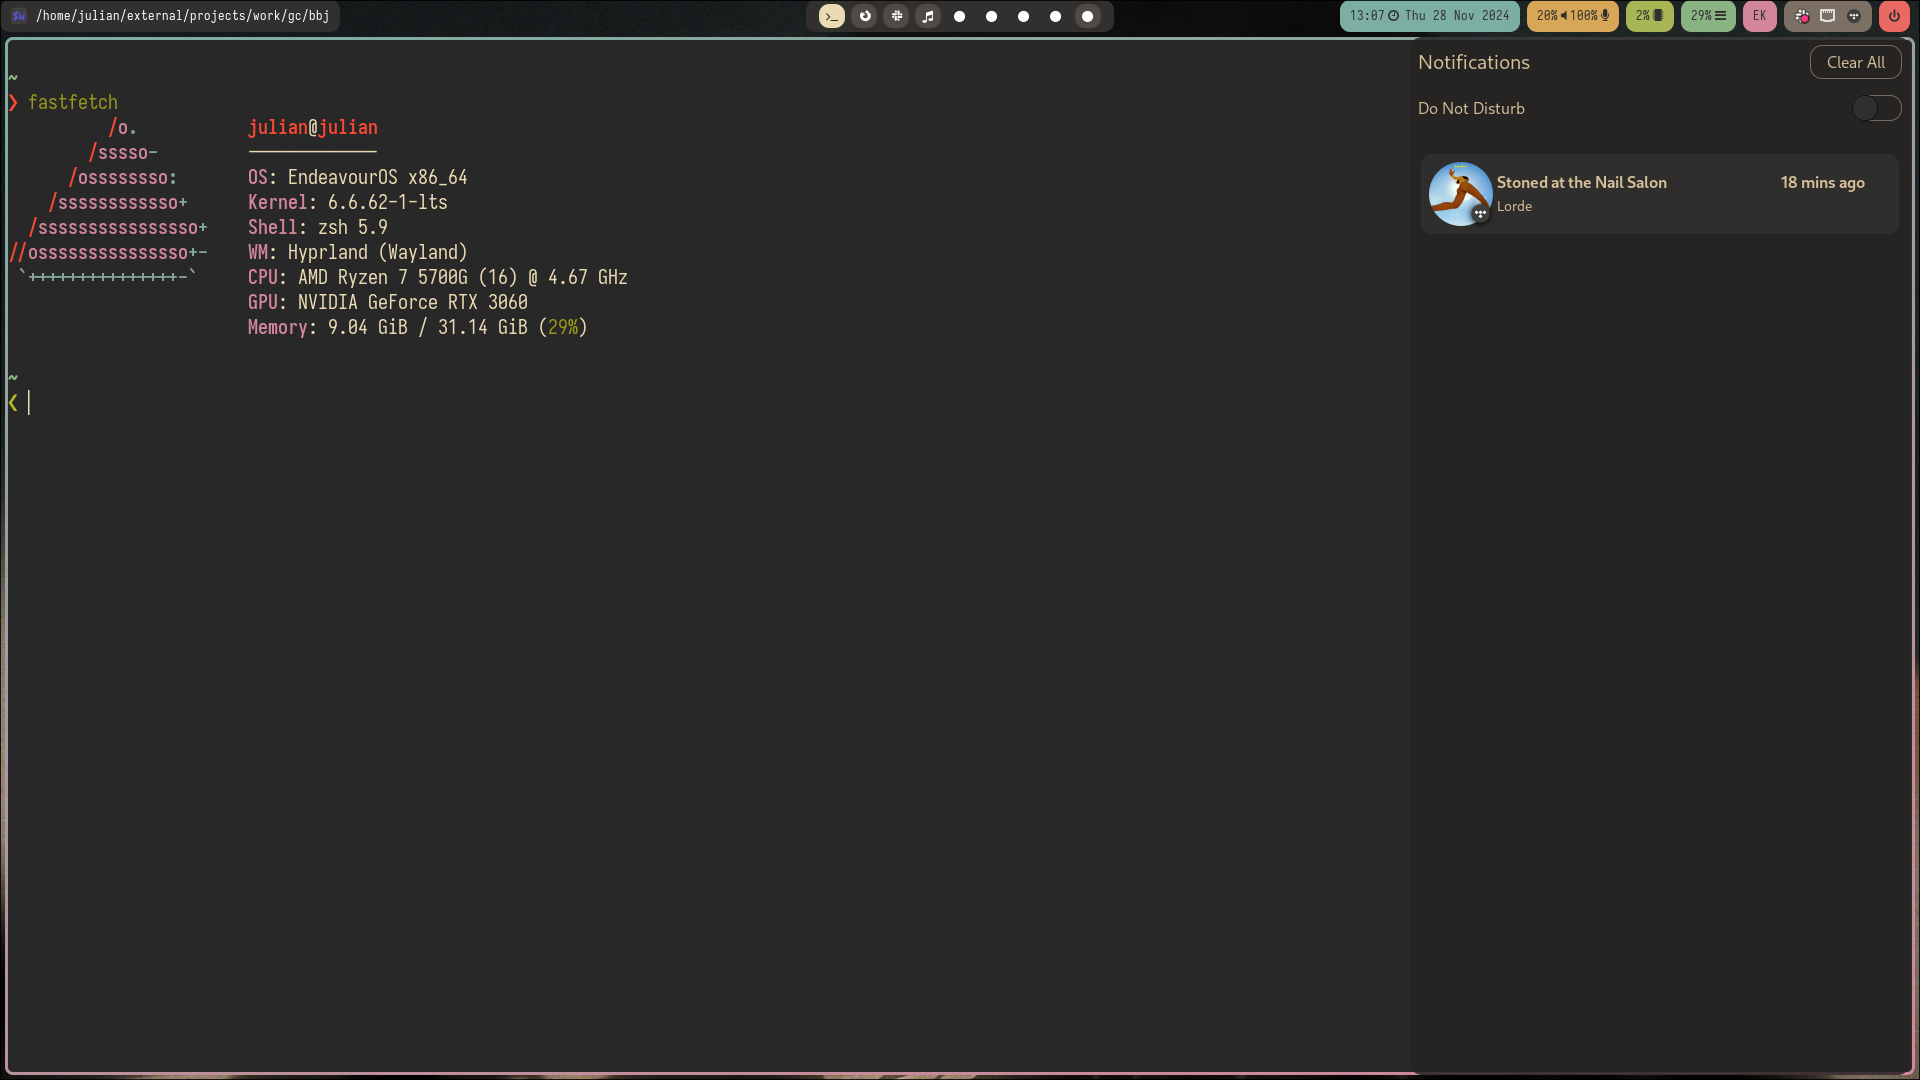 /home/julian/external/projects/work/gc/bbj
13:07 Thu 28 Nov 2024
20% 100%
2%
29%
EK
~
❯ fastfetch
/o.
/sssso-
/osssssssso:
/ssssssssssso+
/ssssssssssssssso+
//osssssssssssssso+-
`+++++++++++++++-`
julian@julian
-------------
OS: EndeavourOS x86_64
Kernel: 6.6.62-1-lts
Shell: zsh 5.9
WM: Hyprland (Wayland)
CPU: AMD Ryzen 7 5700G (16) @ 4.67 GHz
GPU: NVIDIA GeForce RTX 3060
Memory: 9.04 GiB / 31.14 GiB (29%)
~
❮
Notifications
Clear All
Do Not Disturb
Stoned at the Nail Salon 18 mins ago
Lorde